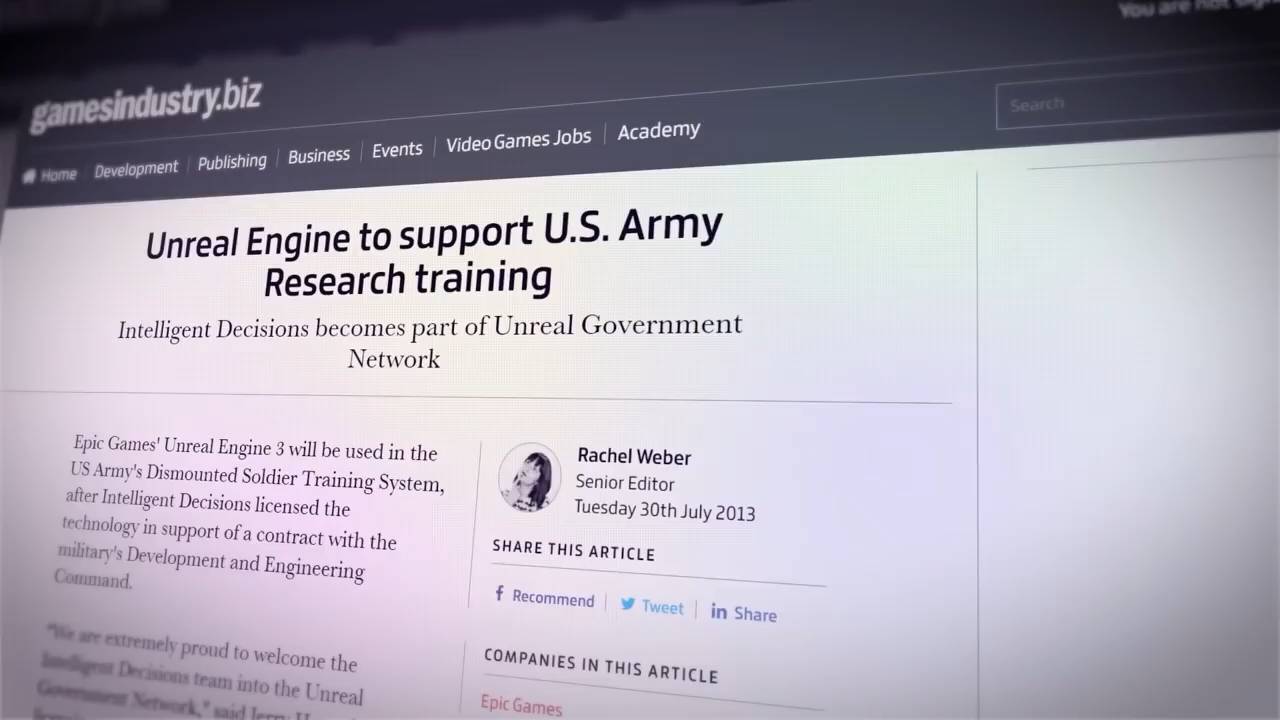 You are not
gamesindustry.biz
Search
Home
Development
Publishing
Business
Events
Video Games Jobs
Academy
Unreal Engine to support U.S. Army
Research training
Intelligent Decisions becomes part of Unreal Government
Network
Epic Games' Unreal Engine 3 will be used in the
US Army's Dismounted Soldier Training System,
after Intelligent Decisions licensed the
technology in support of a contract with the
military's Development and Engineering
Command.
"We are extremely proud to welcome the
Intelligent Decisions team into the Unreal
Government Network," said Jerry
Rachel Weber
Senior Editor
Tuesday 30th July 2013
SHARE THIS ARTICLE
Recommend
Tweet
in Share
COMPANIES IN THIS ARTICLE
Epic Games